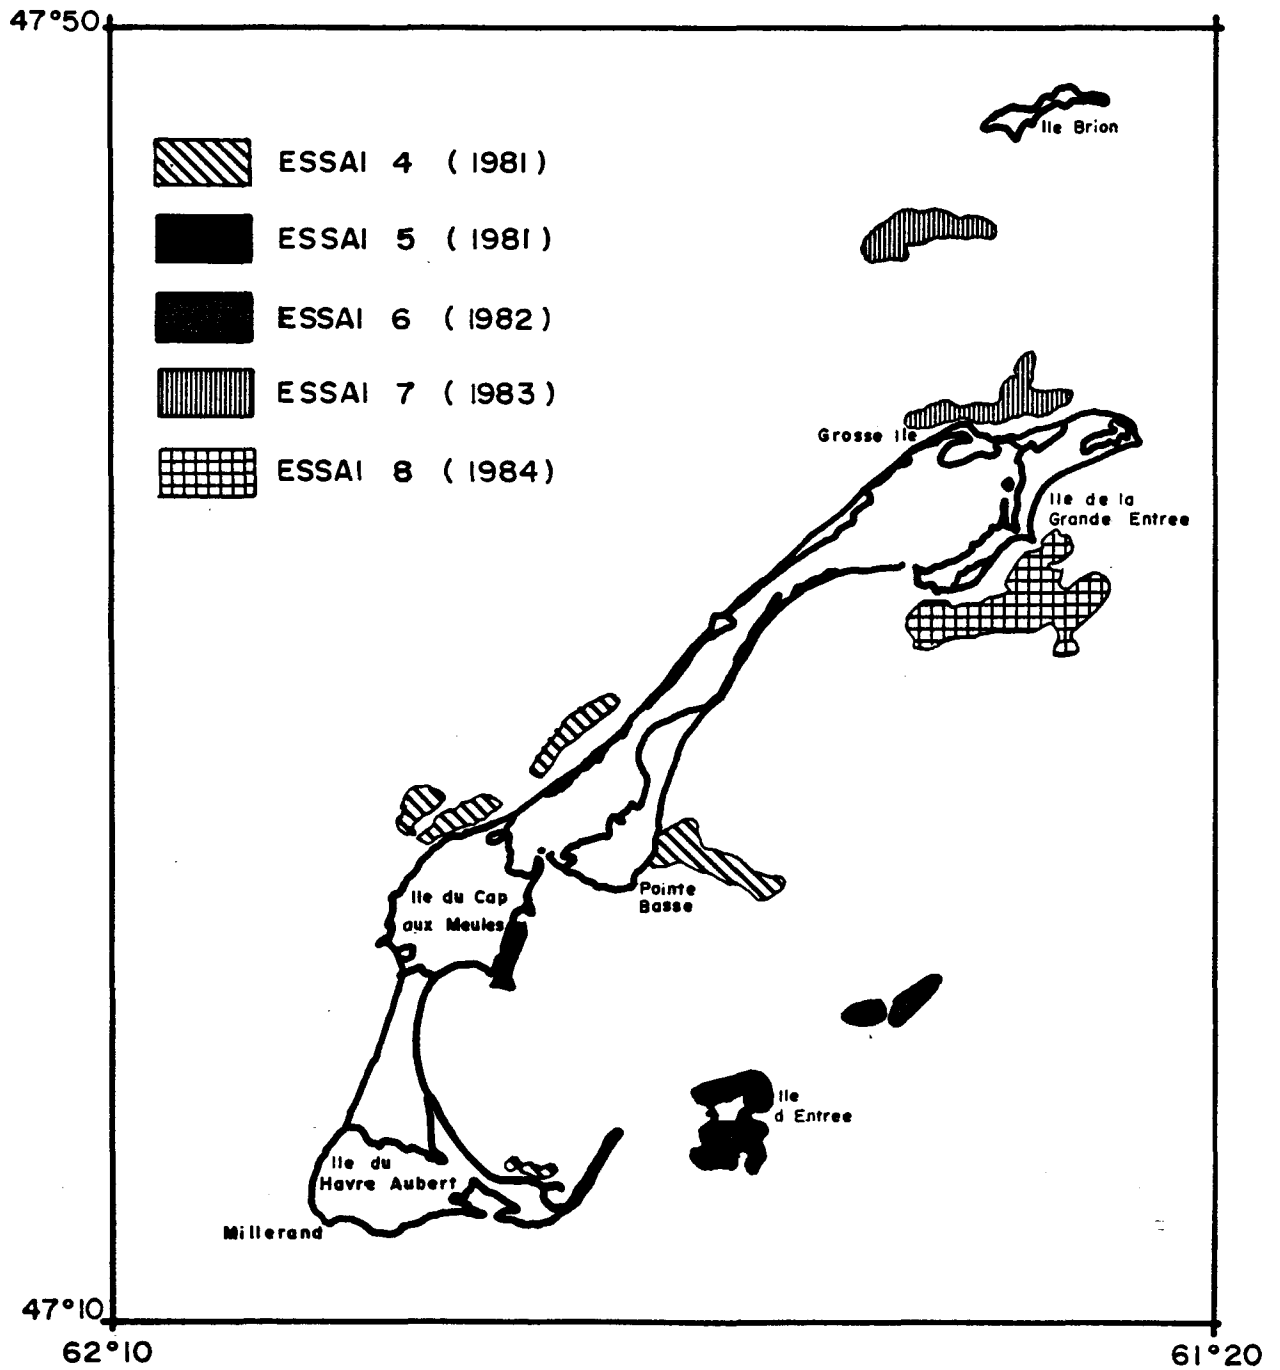 47°50
Ile Brion
ESSAI 4 (1981)
ESSAI 5 (1981)
ESSAI 6 (1982)
ESSAI 7 (1983)
ESSAI 8 (1984)
Grosse Ile
Ile de la
Grande Entree
Ile du Cap
aux Meules
Pointe
Basse
Ile
d Entree
Ile du
Havre Aubert
Millerand
47°10
62°10
61°20